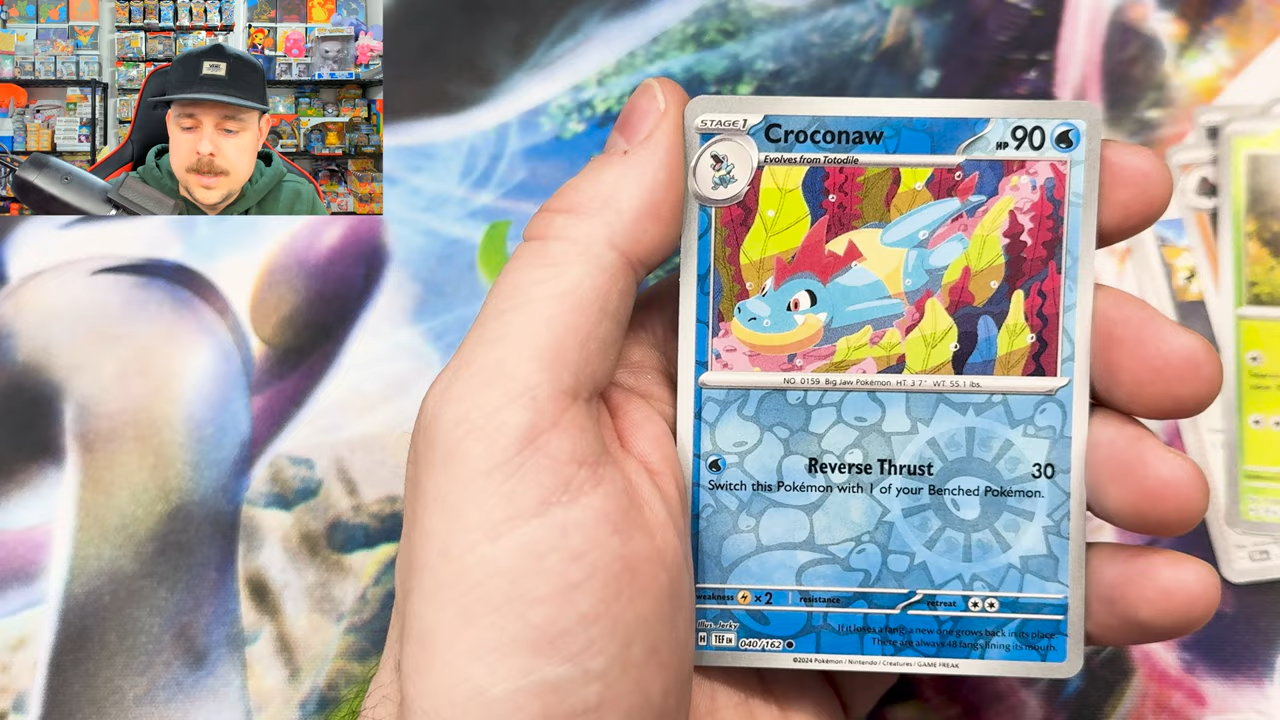 VANS
STAGE 1
Croconaw
HP 90
Evolves from Totodile
NO. 0159 Big Jaw Pokémon HT. 3'7" WT. 55.1 lbs.
Reverse Thrust 30
Switch this Pokémon with 1 of your Benched Pokémon.
weakness ×2 resistance retreat
Illus. Jerky
H TEF EN 040/162
If it loses a fang, a new one grows back in its place.
There are always 48 fangs lining its mouth.
©2024 Pokémon / Nintendo / Creatures / GAME FREAK